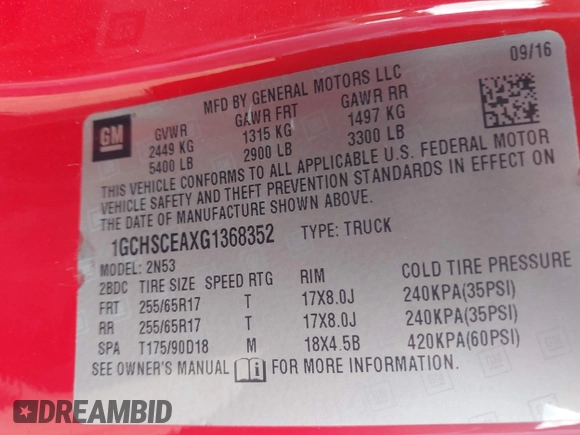 09/16
MFD BY GENERAL MOTORS LLC
GM
GVWR GAWR FRT GAWR RR
2449 KG 1315 KG 1497 KG
5400 LB 2900 LB 3300 LB
THIS VEHICLE CONFORMS TO ALL APPLICABLE U.S. FEDERAL MOTOR
VEHICLE SAFETY AND THEFT PREVENTION STANDARDS IN EFFECT ON
THE DATE OF MANUFACTURE SHOWN ABOVE.
1GCHSCEAXG1368352 TYPE: TRUCK
MODEL: 2N53
2BDC TIRE SIZE SPEED RTG RIM COLD TIRE PRESSURE
FRT 255/65R17 T 17X8.0J 240KPA(35PSI)
RR 255/65R17 T 17X8.0J 240KPA(35PSI)
SPA T175/90D18 M 18X4.5B 420KPA(60PSI)
SEE OWNER'S MANUAL i FOR MORE INFORMATION.
DREAMBID